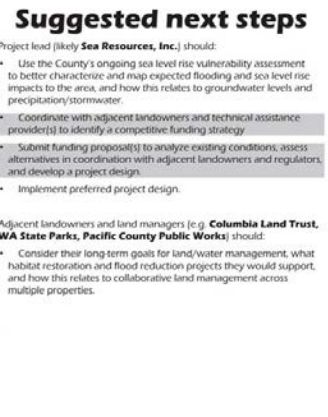 Suggested next steps
Project lead (likely Sea Resources, Inc.) should:
• Use the County's ongoing sea level rise vulnerability assessment
to better characterize and map expected flooding and sea level rise
impacts to the area, and how this relates to groundwater levels and
precipitation/stormwater.
• Coordinate with adjacent landowners and technical assistance
provider(s) to identify a competitive funding strategy
• Submit funding proposal(s) to analyze existing conditions, assess
alternatives in coordination with adjacent landowners and regulators,
and develop a project design.
• Implement preferred project design.
Adjacent landowners and land managers (e.g. Columbia Land Trust,
WA State Parks, Pacific County Public Works) should:
• Consider their long-term goals for land/water management, what
habitat restoration and flood reduction projects they would support,
and how this relates to collaborative land management across
multiple properties.